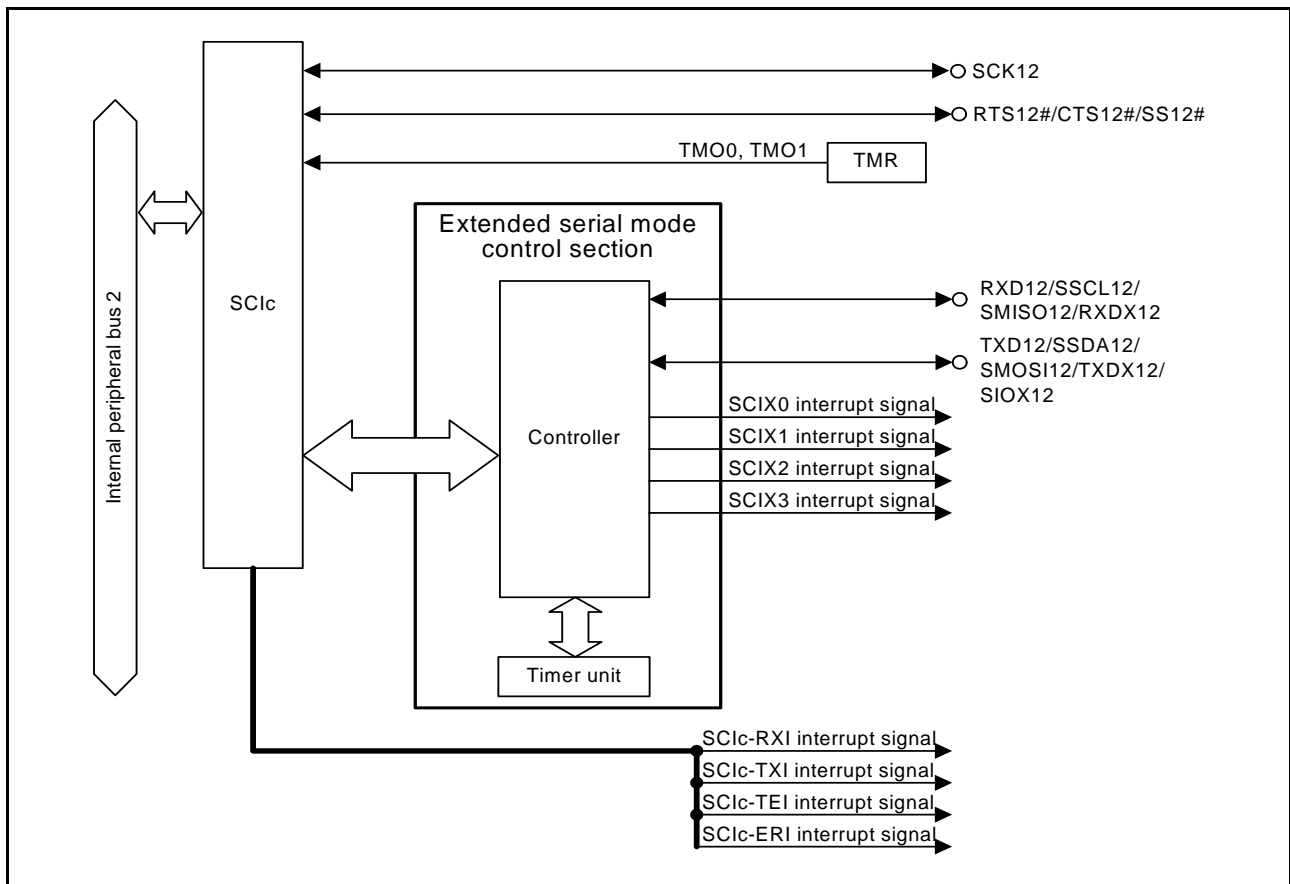 SCK12
RTS12#/CTS12#/SS12#
TMO0, TMO1
TMR
Extended serial mode
control section
Internal peripheral bus 2
SCIc
RXD12/SSCL12/
SMISO12/RXDX12
TXD12/SSDA12/
SMOSI12/TXDX12/
SIOX12
Controller
SCIX0 interrupt signal
SCIX1 interrupt signal
SCIX2 interrupt signal
SCIX3 interrupt signal
Timer unit
SCIc-RXI interrupt signal
SCIc-TXI interrupt signal
SCIc-TEI interrupt signal
SCIc-ERI interrupt signal